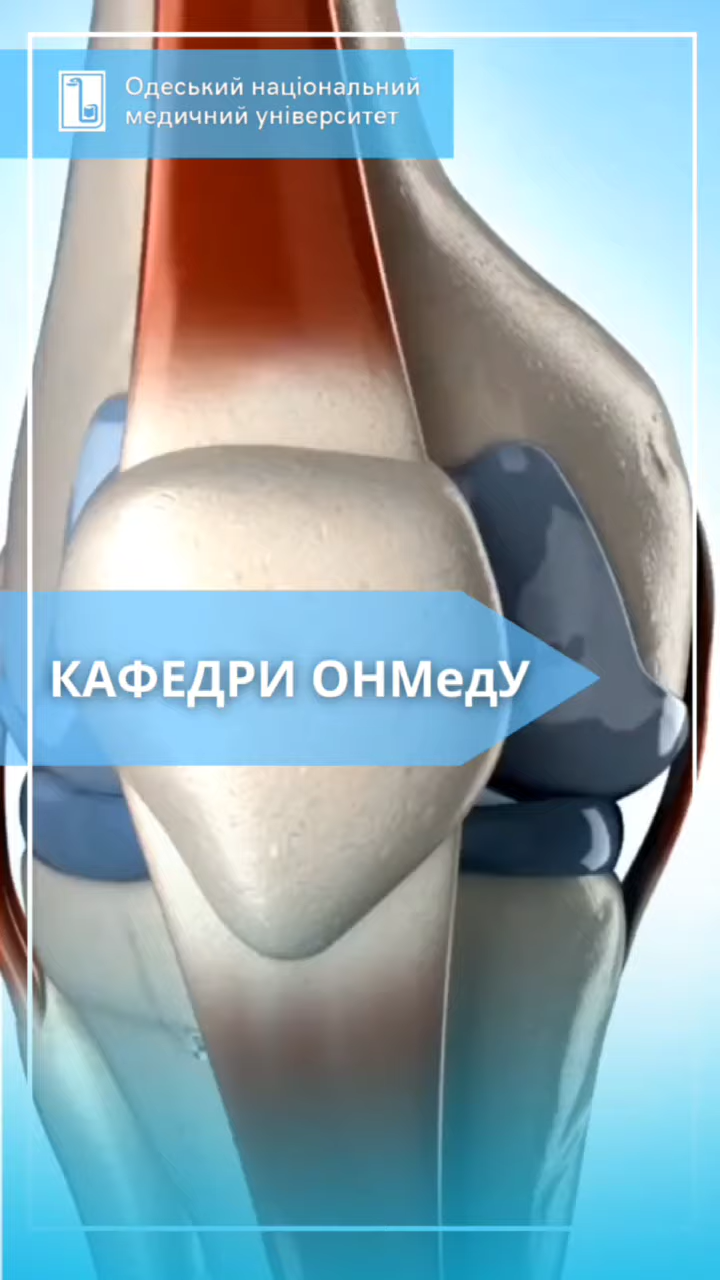 Одеський національний
медичний університет
КАФЕДРИ ОНМедУ